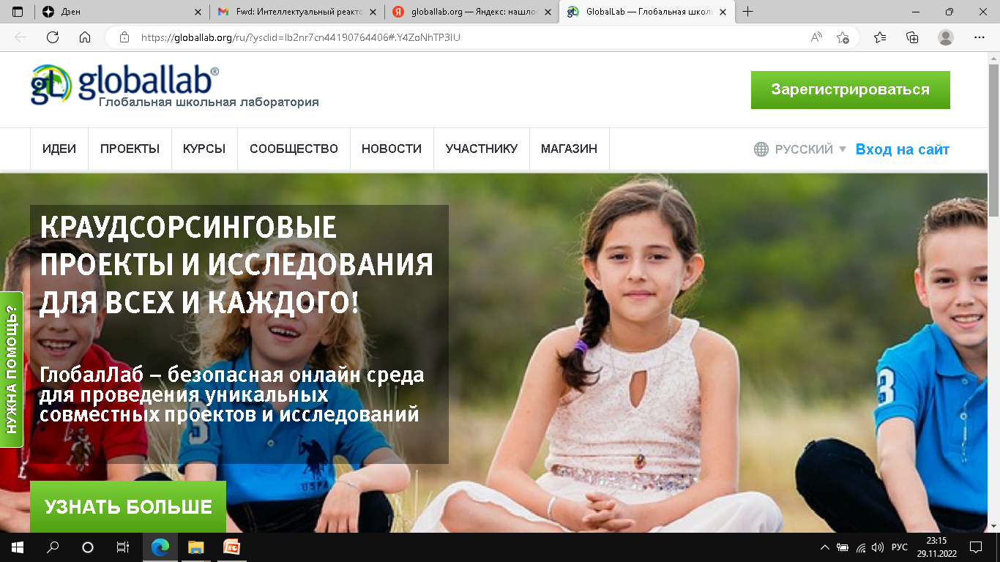 Дзен
Fwd: Интеллектуальный реакто
globallab.org — Яндекс: нашло
GlobalLab — Глобальная школ
https://globallab.org/ru/?ysclid=lb2nr7cn44190764406#.Y4ZoNhTP3IU
gL globallab®
Глобальная школьная лаборатория
Зарегистрироваться
ИДЕИ ПРОЕКТЫ КУРСЫ СООБЩЕСТВО НОВОСТИ УЧАСТНИКУ МАГАЗИН
РУССКИЙ Вход на сайт
КРАУДСОРСИНГОВЫЕ
ПРОЕКТЫ И ИССЛЕДОВАНИЯ
ДЛЯ ВСЕХ И КАЖДОГО!
ГлобалЛаб – безопасная онлайн среда
для проведения уникальных
совместных проектов и исследований
НУЖНА ПОМОЩЬ?
3
USPA
3
УЗНАТЬ БОЛЬШЕ
РУС
23:15
29.11.2022